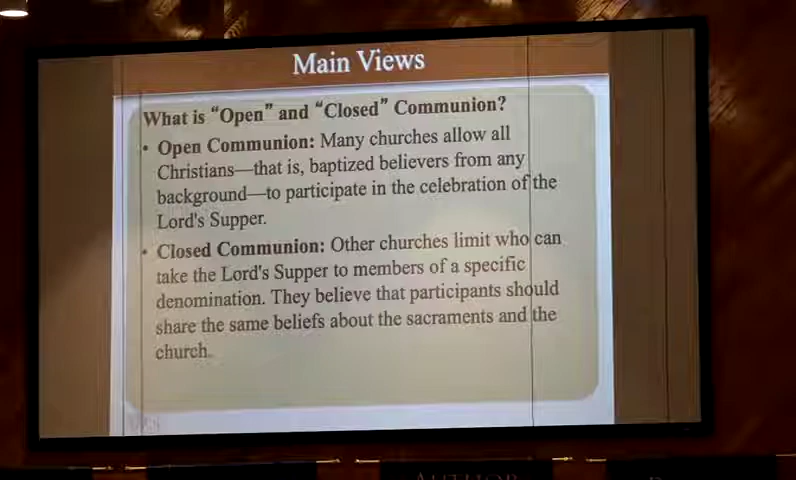 Main Views
What is “Open” and “Closed” Communion?
• Open Communion: Many churches allow all
Christians—that is, baptized believers from any
background—to participate in the celebration of the
Lord's Supper.
• Closed Communion: Other churches limit who can
take the Lord's Supper to members of a specific
denomination. They believe that participants should
share the same beliefs about the sacraments and the
church.
AUTHOR